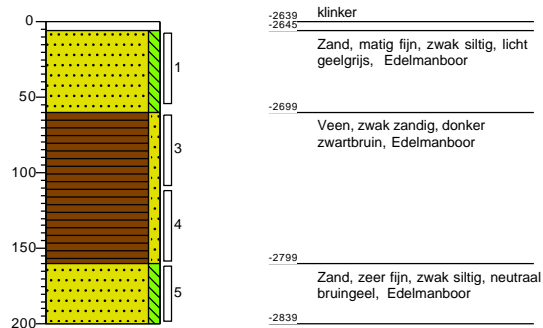 0
50
100
150
200
1
3
4
5
-2639
klinker
-2645
Zand, matig fijn, zwak siltig, licht
geelgrijs, Edelmanboor
-2699
Veen, zwak zandig, donker
zwartbruin, Edelmanboor
-2799
Zand, zeer fijn, zwak siltig, neutraal
bruingeel, Edelmanboor
-2839